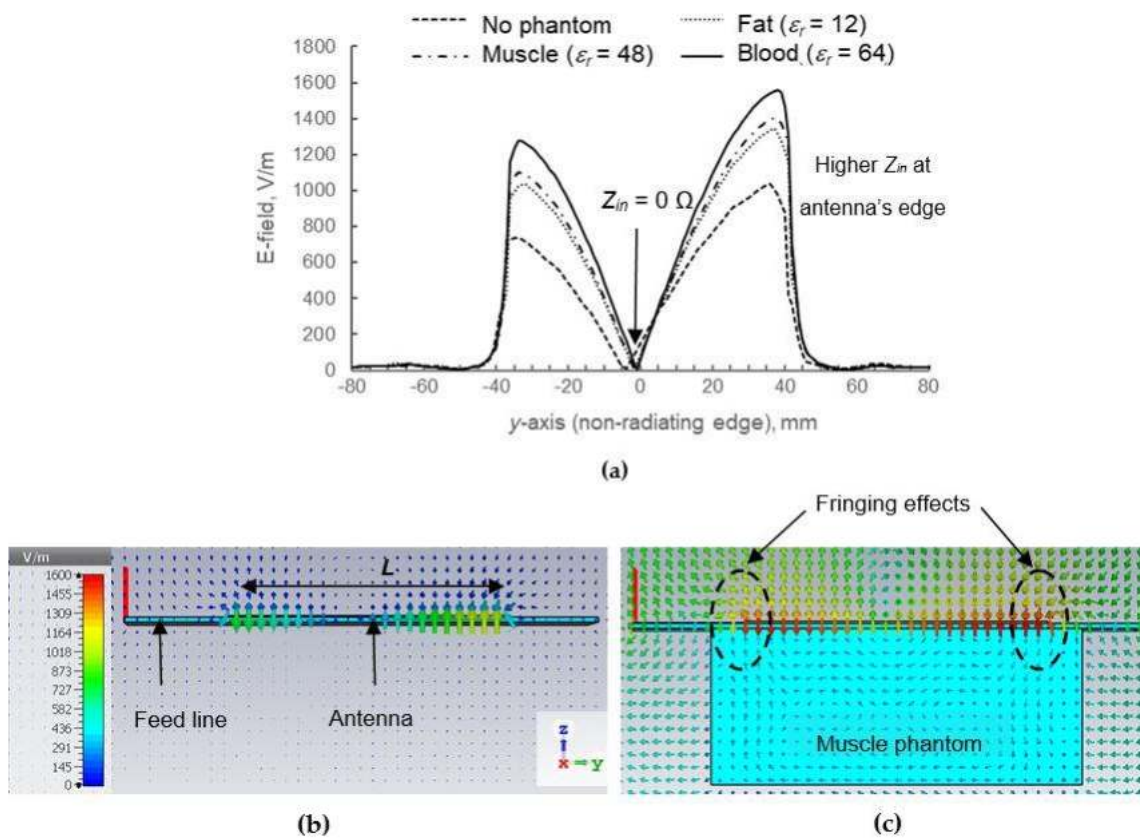 No phantom
Fat (εr = 12)
Muscle (εr = 48)
Blood (εr = 64)
1800
1600
1400
1200
1000
800
600
400
200
0
E-field, V/m
Zin = 0 Ω
Higher Zin at
antenna's edge
-80 -60 -40 -20 0 20 40 60 80
y-axis (non-radiating edge), mm
(a)
Fringing effects
V/m
1600
1455
1309
1164
1018
873
727
582
436
291
145
0
L
Feed line
Antenna
z
x
y
Muscle phantom
(b)
(c)